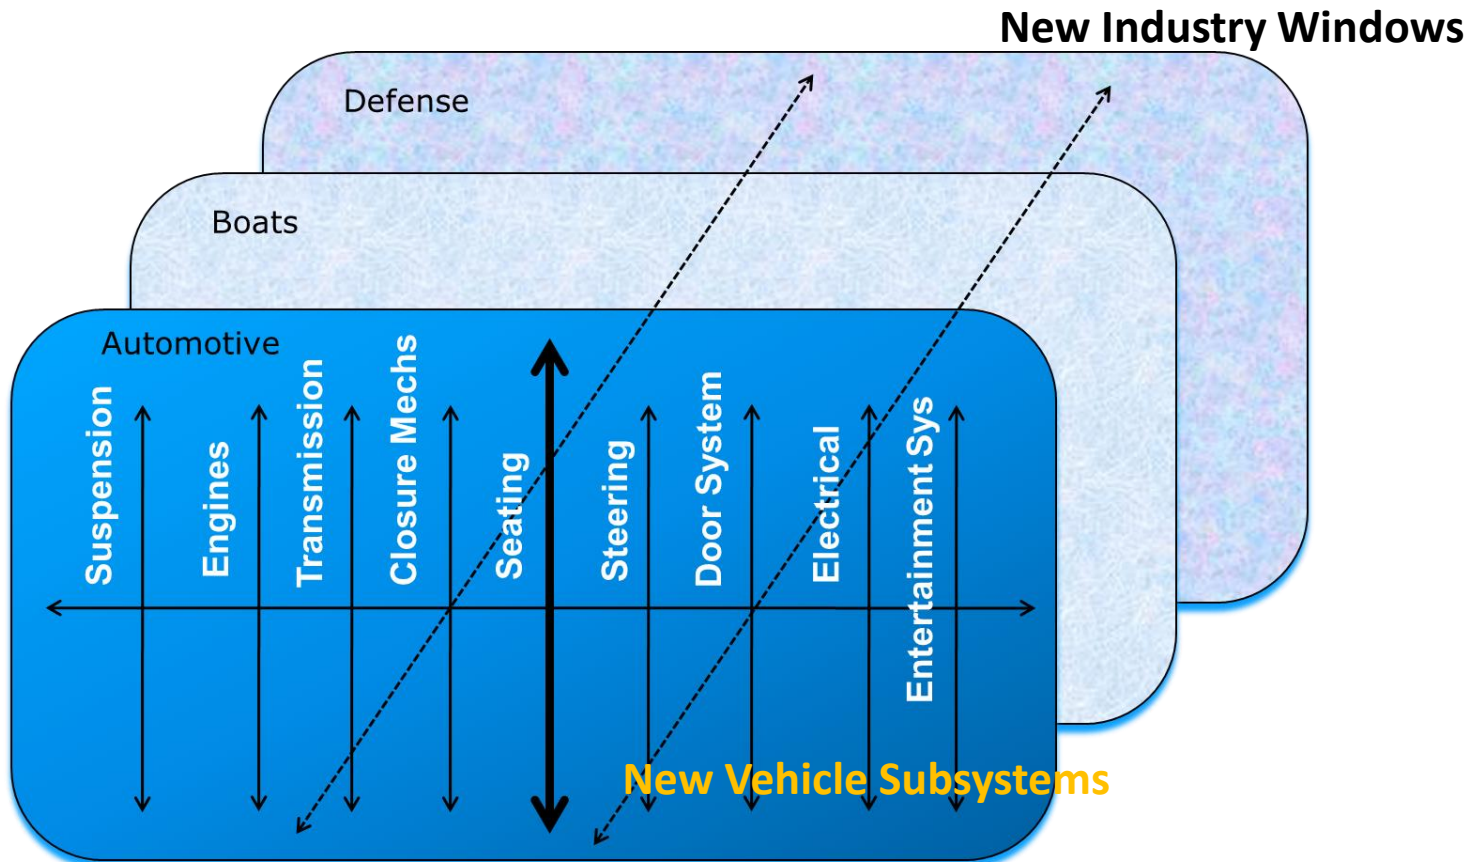 New Industry Windows
Defense
Boats
Automotive
Suspension
Engines
Transmission
Closure Mechs
Seating
Steering
Door System
Electrical
Entertainment Sys
New Vehicle Subsystems